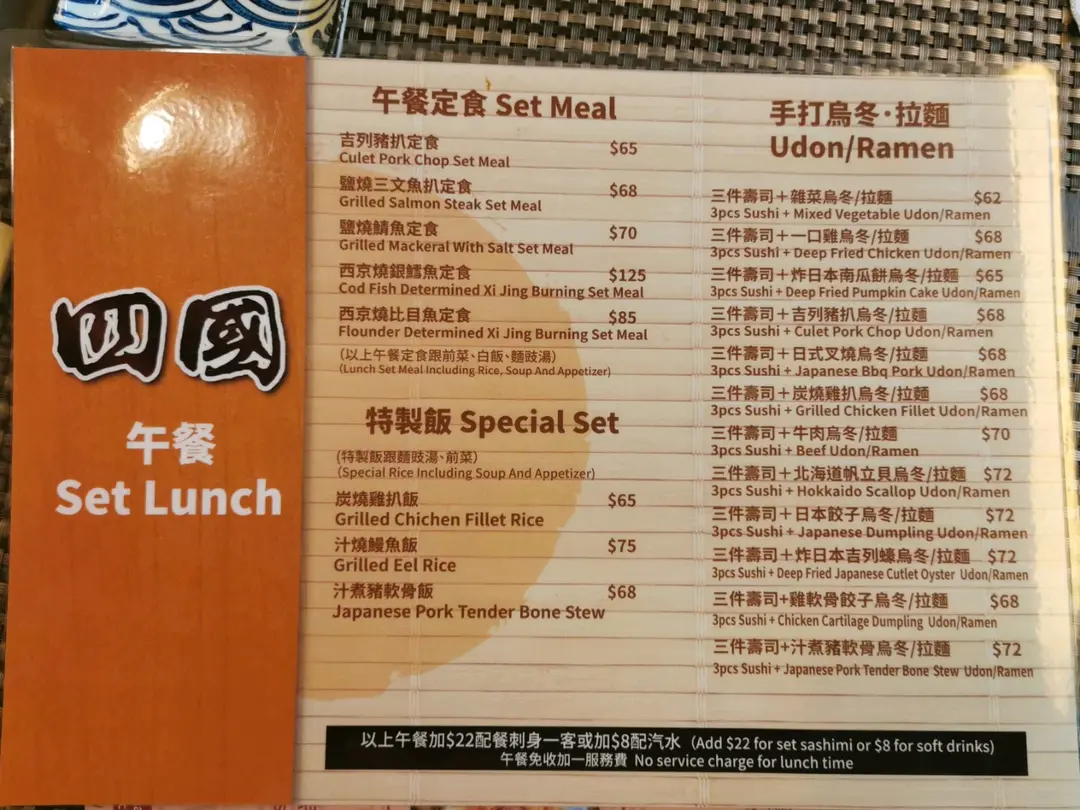 四國
午餐
Set Lunch
午餐定食 Set Meal
吉列豬扒定食 $65
Culet Pork Chop Set Meal
鹽燒三文魚扒定食 $68
Grilled Salmon Steak Set Meal
鹽燒鯖魚定食 $70
Grilled Mackeral With Salt Set Meal
西京燒銀鱈魚定食 $125
Cod Fish Determined Xi Jing Burning Set Meal
西京燒比目魚定食 $85
Flounder Determined Xi Jing Burning Set Meal
(以上午餐定食跟前菜、白飯、麵豉湯)
(Lunch Set Meal Including Rice, Soup And Appetizer)
特製飯 Special Set
(特製飯跟麵豉湯、前菜)
(Special Rice Including Soup And Appetizer)
炭燒雞扒飯 $65
Grilled Chichen Fillet Rice
汁燒鰻魚飯 $75
Grilled Eel Rice
汁煮豬軟骨飯 $68
Japanese Pork Tender Bone Stew
手打烏冬·拉麵
Udon/Ramen
三件壽司＋雜菜烏冬/拉麵 $62
3pcs Sushi + Mixed Vegetable Udon/Ramen
三件壽司＋一口雞烏冬/拉麵 $68
3pcs Sushi + Deep Fried Chicken Udon/Ramen
三件壽司＋炸日本南瓜餅烏冬/拉麵 $65
3pcs Sushi + Deep Fried Pumpkin Cake Udon/Ramen
三件壽司＋吉列豬扒烏冬/拉麵 $68
3pcs Sushi + Culet Pork Chop Udon/Ramen
三件壽司＋日式叉燒烏冬/拉麵 $68
3pcs Sushi + Japanese Bbq Pork Udon/Ramen
三件壽司＋炭燒雞扒烏冬/拉麵 $68
3pcs Sushi + Grilled Chicken Fillet Udon/Ramen
三件壽司＋牛肉烏冬/拉麵 $70
3pcs Sushi + Beef Udon/Ramen
三件壽司＋北海道帆立貝烏冬/拉麵 $72
3pcs Sushi + Hokkaido Scallop Udon/Ramen
三件壽司＋日本餃子烏冬/拉麵 $72
3pcs Sushi + Japanese Dumpling Udon/Ramen
三件壽司＋炸日本吉列蠔烏冬/拉麵 $72
3pcs Sushi + Deep Fried Japanese Cutlet Oyster Udon/Ramen
三件壽司+雞軟骨餃子烏冬/拉麵 $68
3pcs Sushi + Chicken Cartilage Dumpling Udon/Ramen
三件壽司+汁煮豬軟骨烏冬/拉麵 $72
3pcs Sushi + Japanese Pork Tender Bone Stew Udon/Ramen
以上午餐加$22配餐刺身一客或加$8配汽水 (Add $22 for set sashimi or $8 for soft drinks)
午餐免收加一服務費 No service charge for lunch time